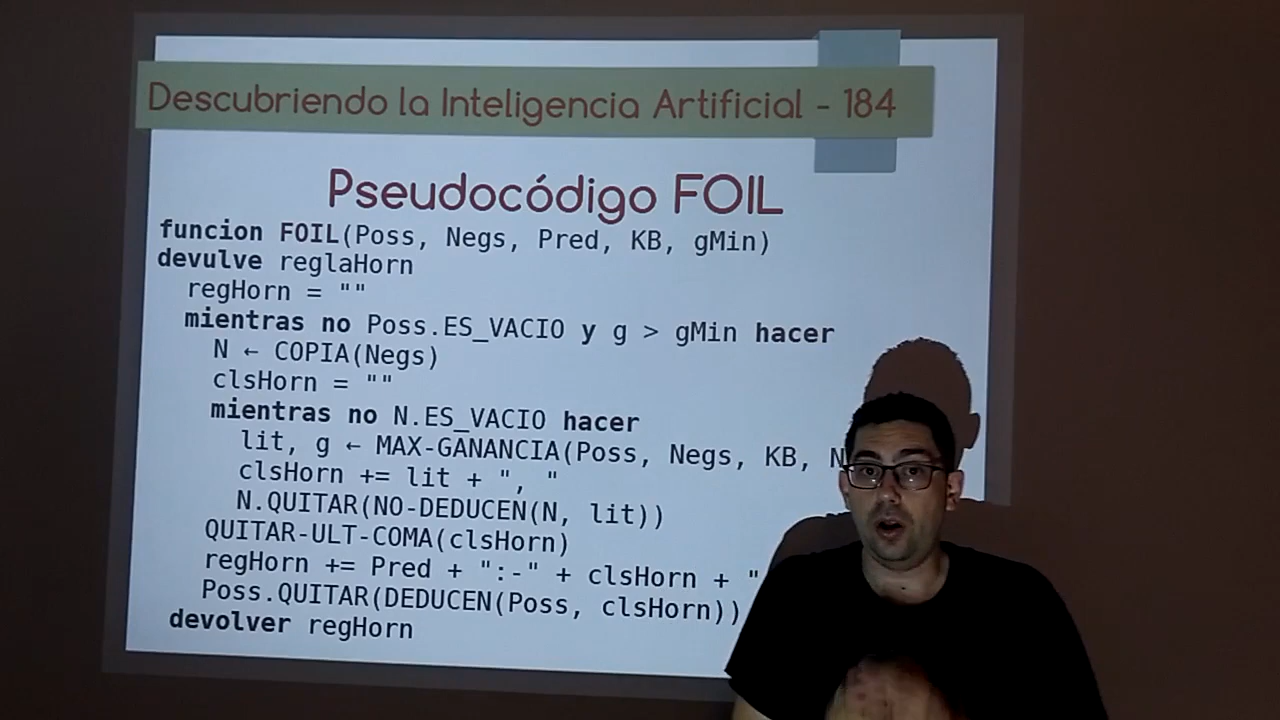 Descubriendo la Inteligencia Artificial - 184
Pseudocódigo FOIL
funcion FOIL(Poss, Negs, Pred, KB, gMin)
devulve reglaHorn
regHorn = ""
mientras no Poss.ES_VACIO y g > gMin hacer
N ← COPIA(Negs)
clsHorn = ""
mientras no N.ES_VACIO hacer
lit, g ← MAX-GANANCIA(Poss, Negs, KB, N
clsHorn += lit + ", "
N.QUITAR(NO-DEDUCEN(N, lit))
QUITAR-ULT-COMA(clsHorn)
regHorn += Pred + ":-" + clsHorn + "
Poss.QUITAR(DEDUCEN(Poss, clsHorn))
devolver regHorn